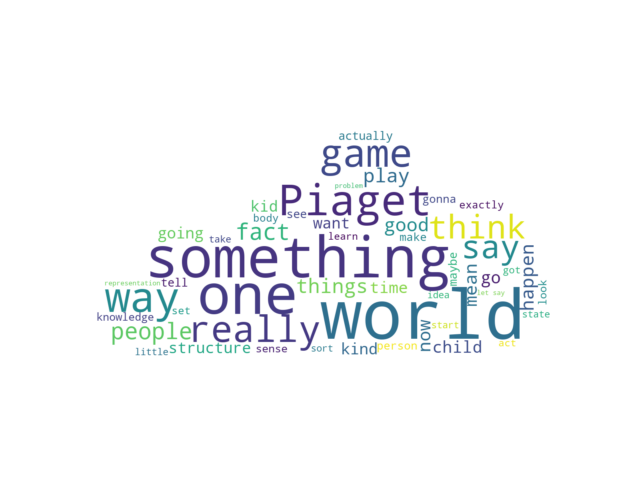 actually
game
play
problem
Piaget
gonna
kid
see
exactly
body
want
good
think
going
fact
take
learn
make
something
say
maybe
happen
got
representation
tell
things
time
mean
go
look
way
one
idea
let say
set
world
state
knowledge
people
really
now
start
little
structure
sense
sort
kind
person
child
act